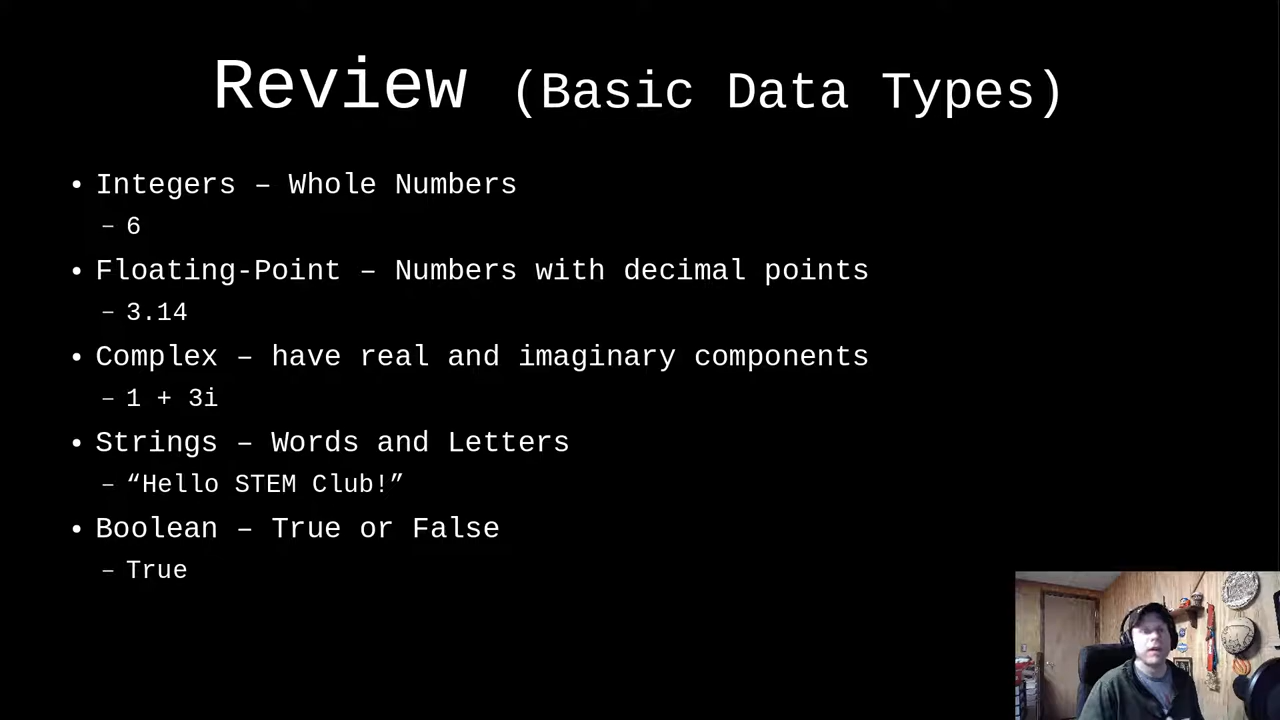 Review (Basic Data Types)
• Integers – Whole Numbers
– 6
• Floating-Point – Numbers with decimal points
– 3.14
• Complex – have real and imaginary components
– 1 + 3i
• Strings – Words and Letters
– “Hello STEM Club!”
• Boolean – True or False
– True